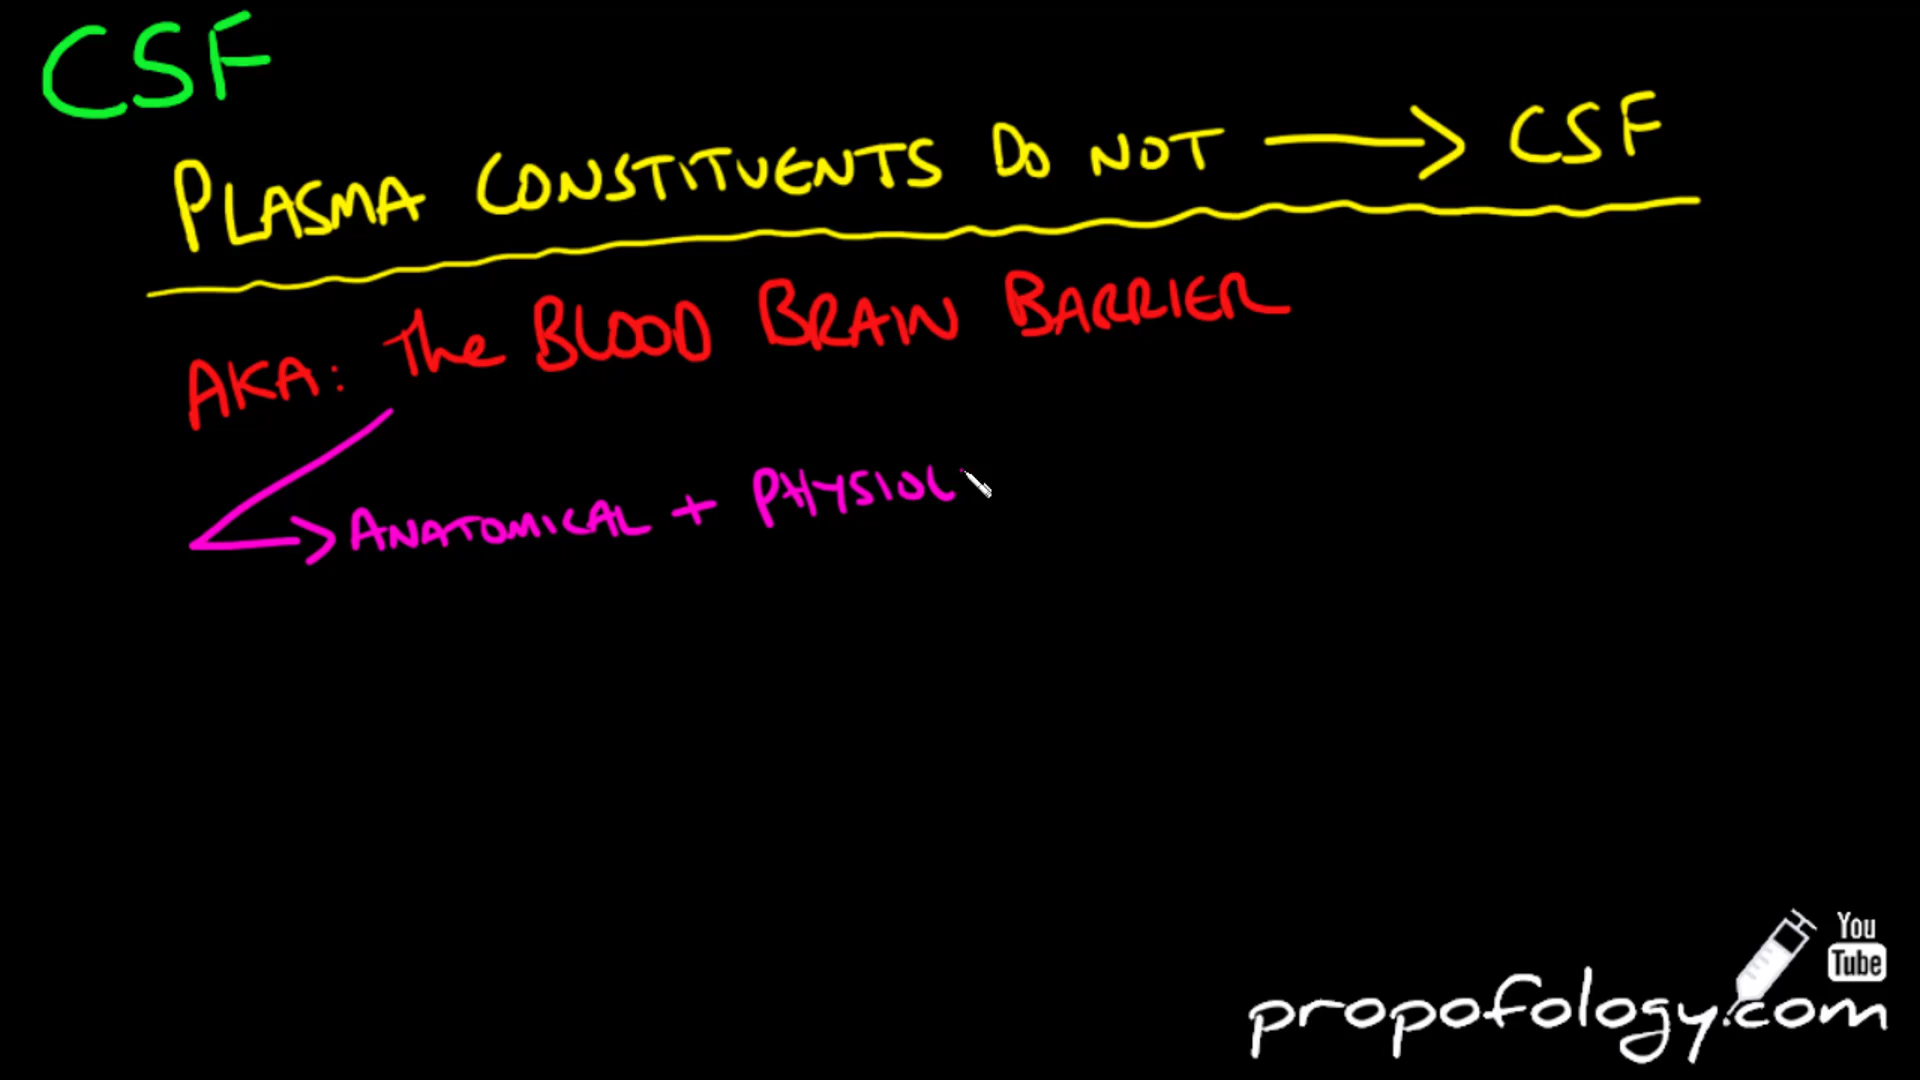 CSF
PLASMA CONSTITUENTS DO NOT → CSF
AKA: The BLOOD BRAIN BARRIER
→ ANATOMICAL + PHYSIOL
You
Tube
propofology.com